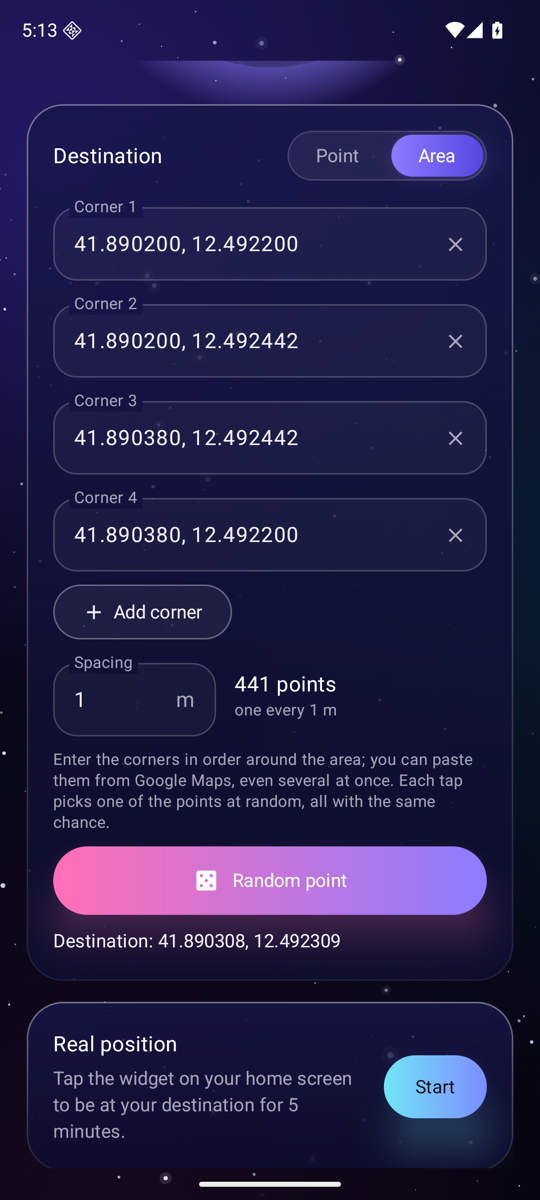 5:13
Destination
Point
Area
Corner 1
41.890200, 12.492200
Corner 2
41.890200, 12.492442
Corner 3
41.890380, 12.492442
Corner 4
41.890380, 12.492200
Add corner
Spacing
1 m
441 points
one every 1 m
Enter the corners in order around the area; you can paste
them from Google Maps, even several at once. Each tap
picks one of the points at random, all with the same
chance.
Random point
Destination: 41.890308, 12.492309
Real position
Tap the widget on your home screen
to be at your destination for 5
minutes.
Start